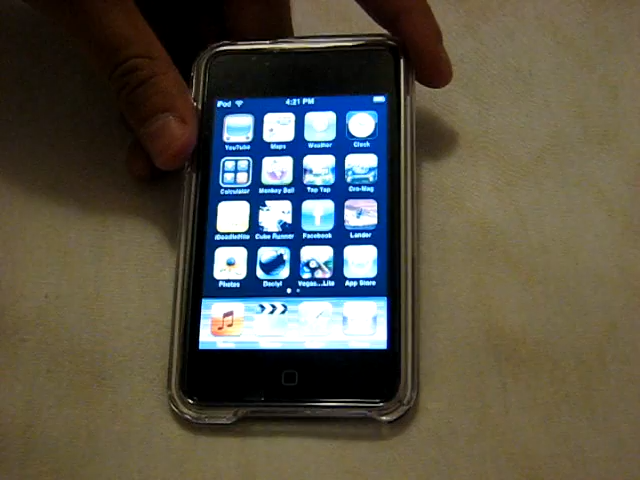 iPod 4:21 PM
YouTube Maps Weather Clock
Calculator Monkey Ball Tap Tap Cro-Mag
iDoodleLite Cube Runner Facebook Lander
Photos Dactyl Vegas...Lite App Store